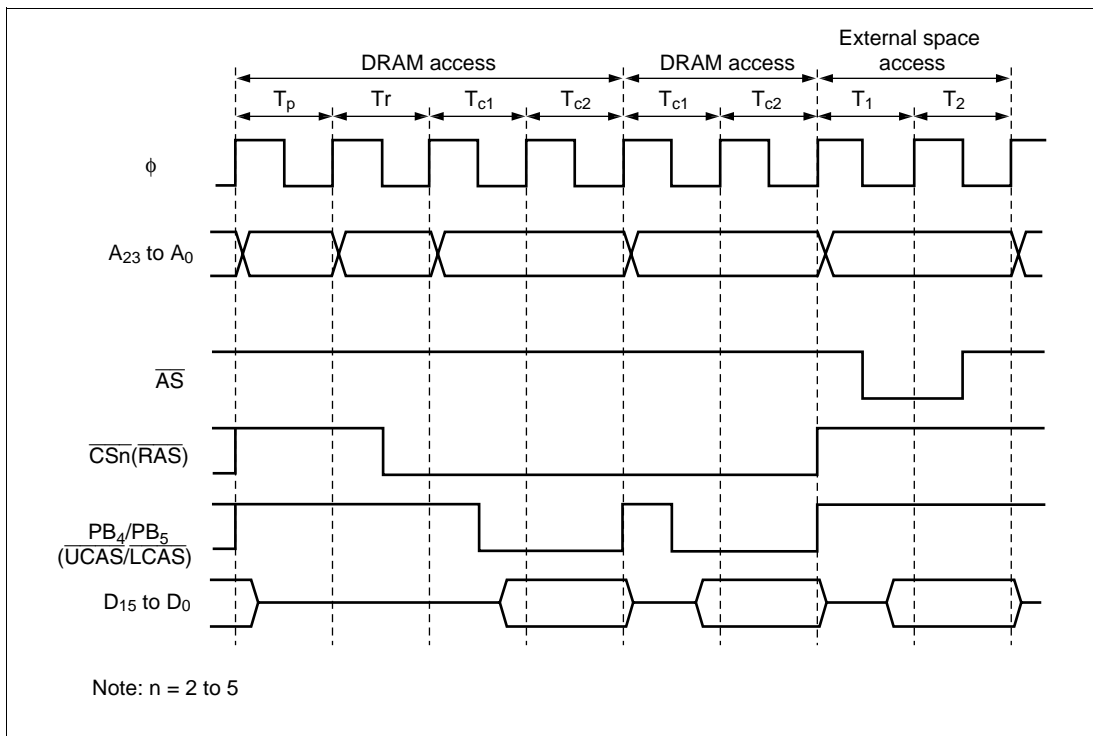 External space
access
DRAM access
DRAM access
Tp
Tr
Tc1
Tc2
Tc1
Tc2
T1
T2
ϕ
A23 to A0
AS
CSn(RAS)
PB4/PB5
(UCAS/LCAS)
D15 to D0
Note: n = 2 to 5